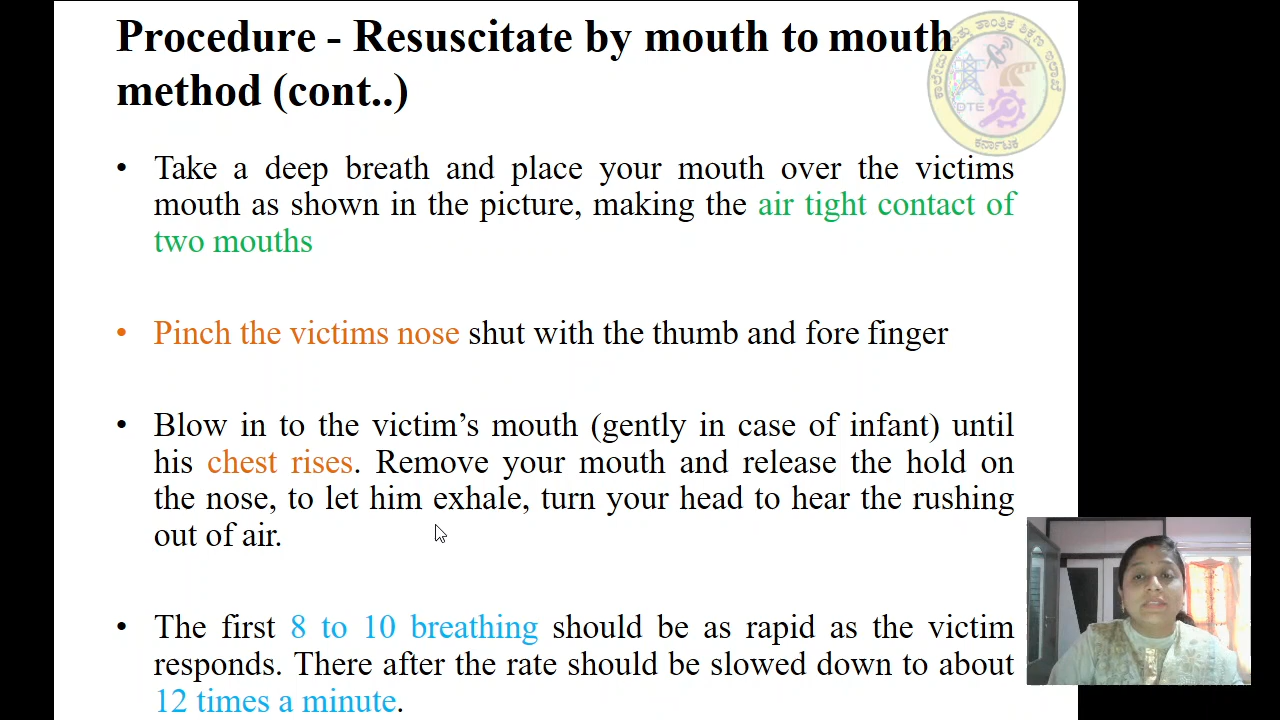 Procedure - Resuscitate by mouth to mouth
method (cont..)
DTE
ಕರ್ನಾಟಕ
• Take a deep breath and place your mouth over the victims
mouth as shown in the picture, making the air tight contact of
two mouths
• Pinch the victims nose shut with the thumb and fore finger
• Blow in to the victim’s mouth (gently in case of infant) until
his chest rises. Remove your mouth and release the hold on
the nose, to let him exhale, turn your head to hear the rushing
out of air.
• The first 8 to 10 breathing should be as rapid as the victim
responds. There after the rate should be slowed down to about
12 times a minute.